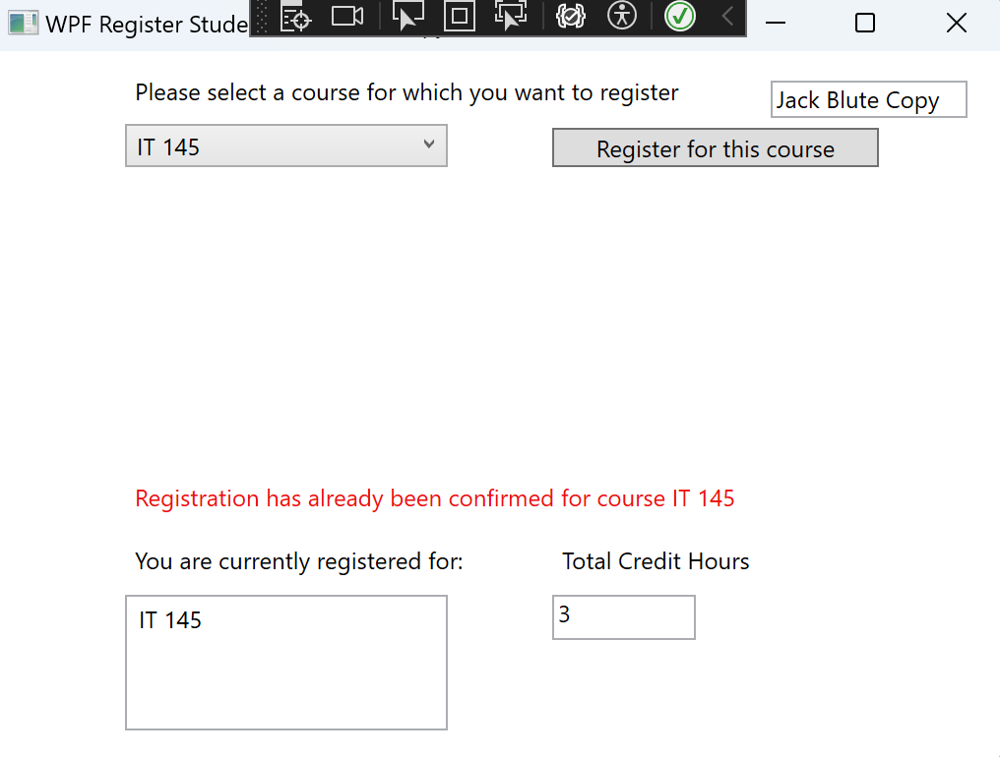 WPF Register Stude
Please select a course for which you want to register
Jack Blute Copy
IT 145
Register for this course
Registration has already been confirmed for course IT 145
You are currently registered for:
Total Credit Hours
IT 145
3